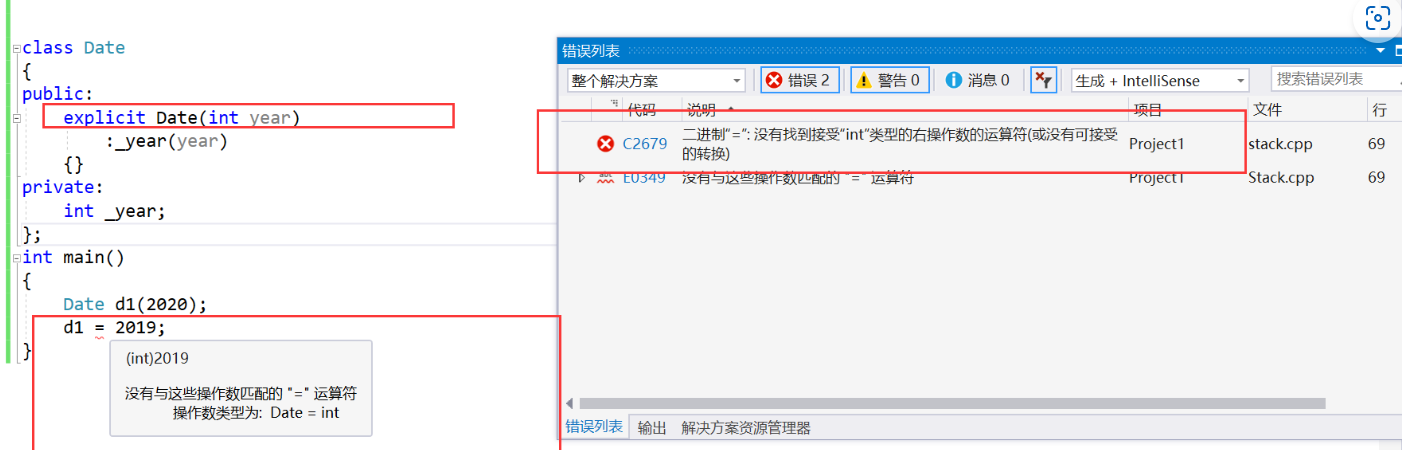 class Date
{
public:
explicit Date(int year)
:_year(year)
{}
private:
int _year;
};
int main()
{
Date d1(2020);
d1 = 2019;
}
(int)2019
没有与这些操作数匹配的 "=" 运算符
操作数类型为: Date = int
错误列表
整个解决方案 错误 2 警告 0 消息 0 生成 + IntelliSense 搜索错误列表
代码 说明 项目 文件 行
C2679 二进制“=”: 没有找到接受“int”类型的右操作数的运算符(或没有可接受
的转换) Project1 stack.cpp 69
abc E0349 没有与这些操作数匹配的 "=" 运算符 Project1 Stack.cpp 69
错误列表 输出 解决方案资源管理器